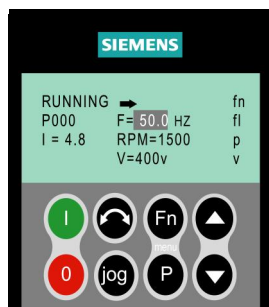 SIEMENS
RUNNING fn
P000 F= 50.0 HZ fl
I = 4.8 RPM=1500 p
V=400v v
I Fn
menu
0 jog P